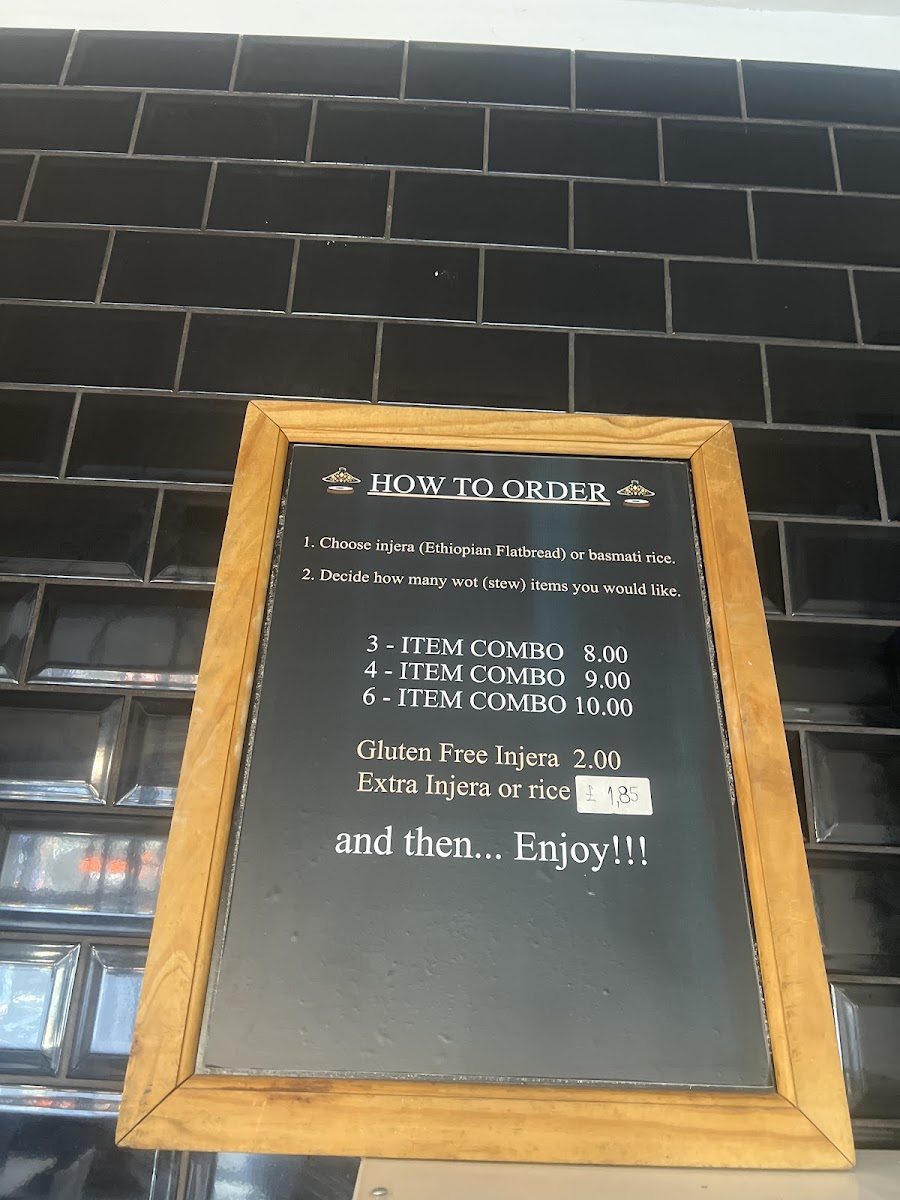 HOW TO ORDER
1. Choose injera (Ethiopian Flatbread) or basmati rice.
2. Decide how many wot (stew) items you would like.
3 - ITEM COMBO 8.00
4 - ITEM COMBO 9.00
6 - ITEM COMBO 10.00
Gluten Free Injera 2.00
Extra Injera or rice £ 1,85
and then... Enjoy!!!